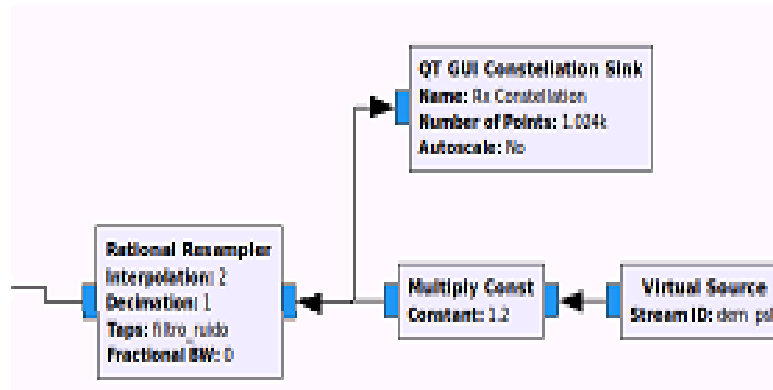 QT GUI Constellation Sink
Name: Rx Constellation
Number of Points: 1.024k
Autoscale: No
Rational Resampler
Interpolation: 2
Decimation: 1
Taps: filtro_ruido
Fractional BW: 0
Multiply Const
Constant: 1.2
Virtual Source
Stream ID: dem